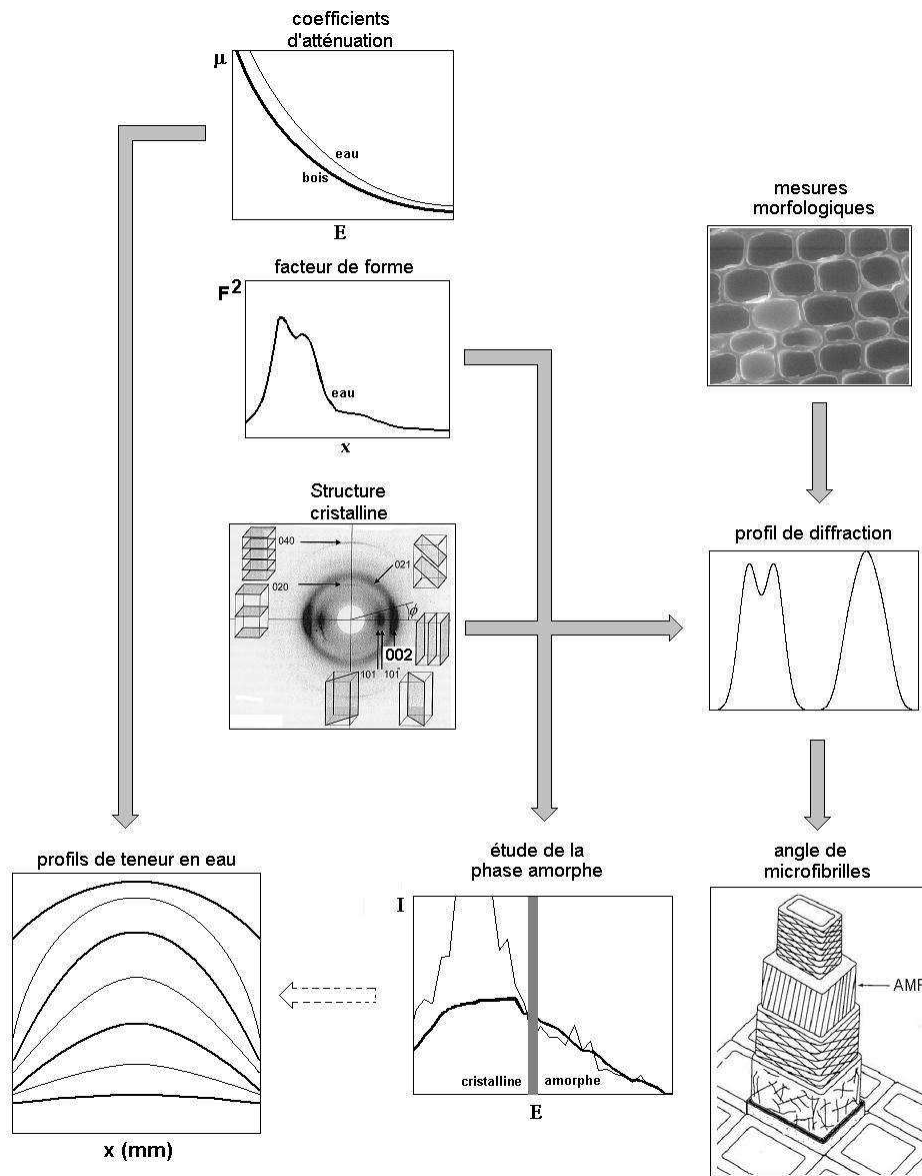 coefficients
d'atténuation
μ
eau
bois
E
facteur de forme
F²
eau
x
mesures
morfologiques
Structure
cristalline
040
021
020
ϕ
002
101
101
profil de diffraction
profils de teneur en eau
x (mm)
étude de la
phase amorphe
I
cristalline
amorphe
E
angle de
microfibrilles
AMF